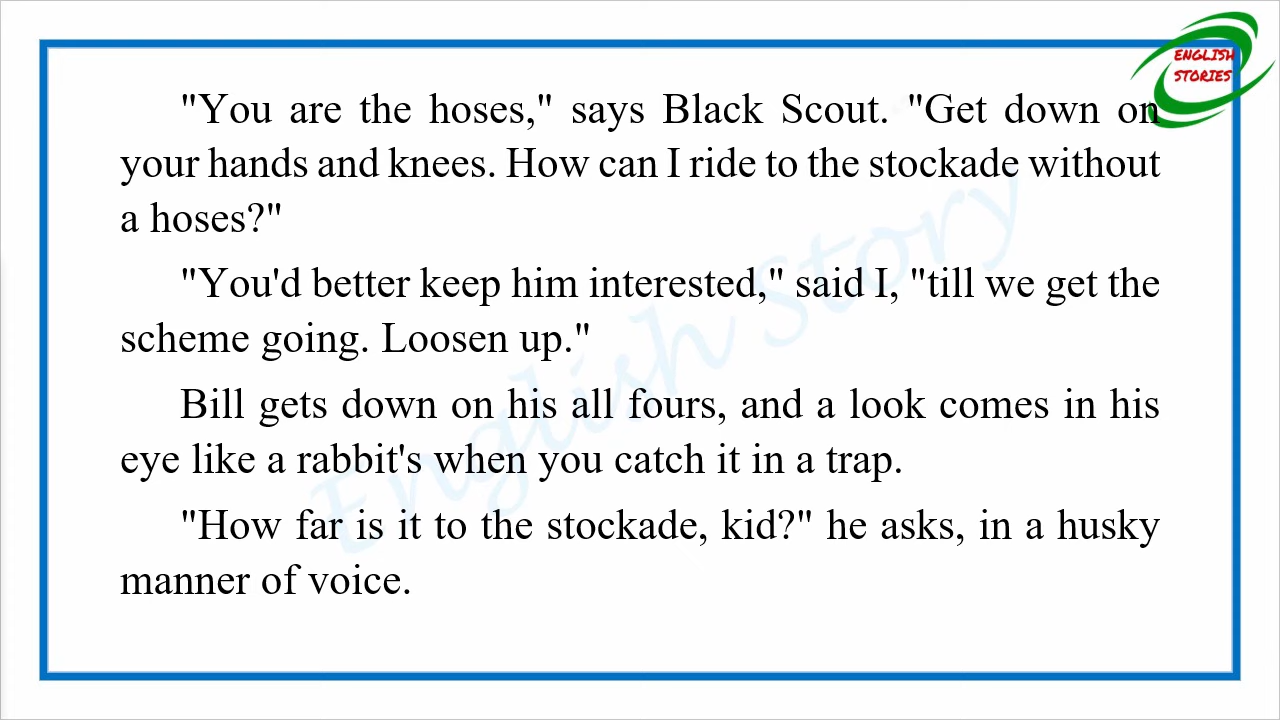 ENGLISH
STORIES
"You are the hoses," says Black Scout. "Get down on
your hands and knees. How can I ride to the stockade without
a hoses?"
"You'd better keep him interested," said I, "till we get the
scheme going. Loosen up."
Bill gets down on his all fours, and a look comes in his
eye like a rabbit's when you catch it in a trap.
"How far is it to the stockade, kid?" he asks, in a husky
manner of voice.
English Story